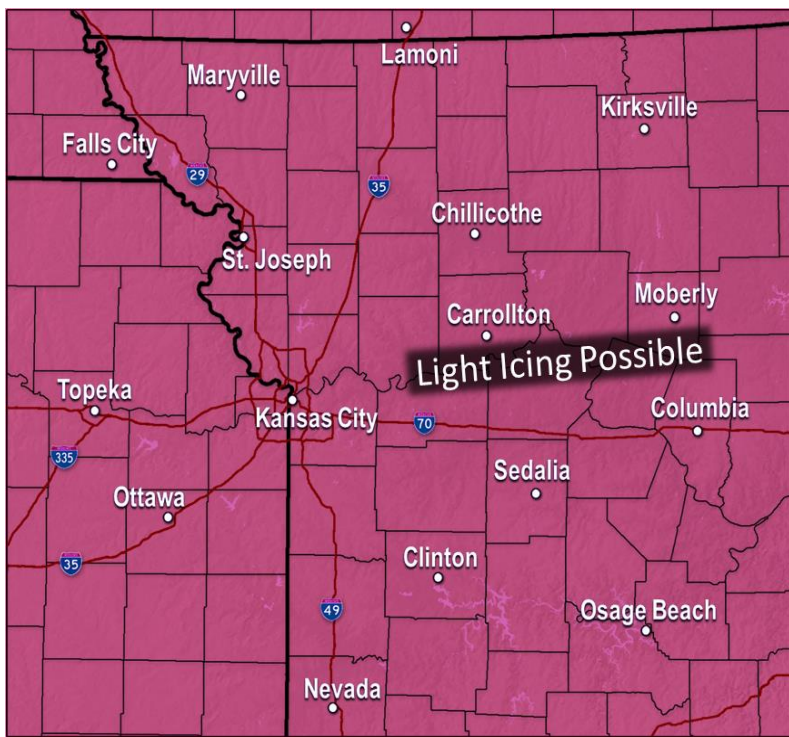 Lamoni
Maryville
Kirksville
Falls City
29
35
Chillicothe
St. Joseph
Moberly
Carrollton
Light Icing Possible
Topeka
Kansas City
Columbia
70
335
Sedalia
Ottawa
35
Clinton
49
Osage Beach
Nevada